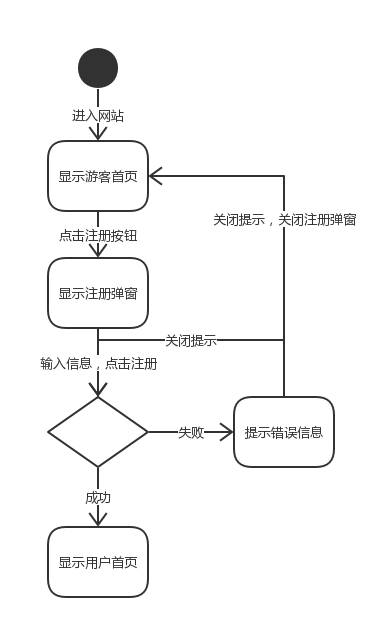 进入网站
显示游客首页
关闭提示，关闭注册弹窗
点击注册按钮
显示注册弹窗
关闭提示
输入信息，点击注册
失败
提示错误信息
成功
显示用户首页